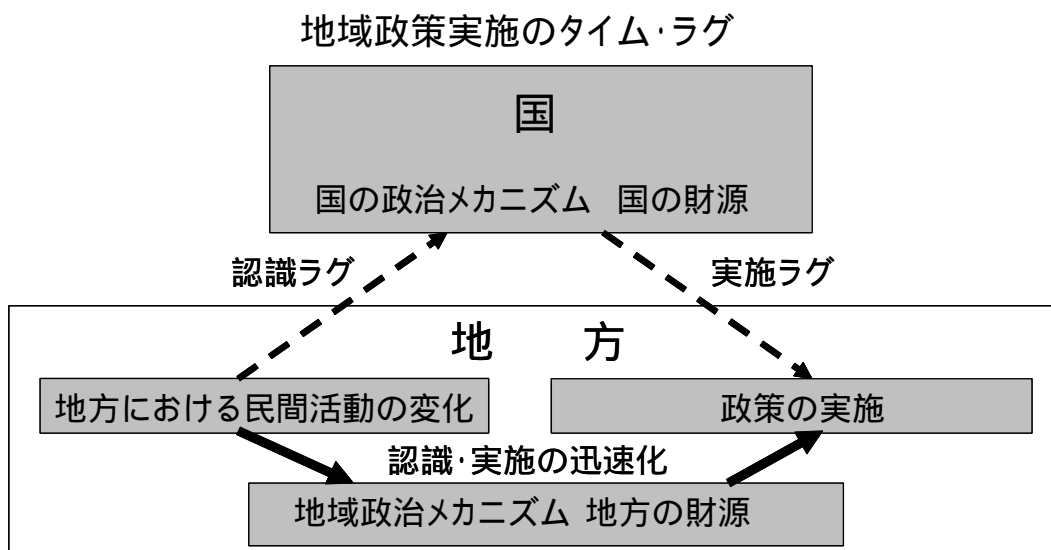 地域政策実施のタイム・ラグ
国
国の政治メカニズム 国の財源
認識ラグ
実施ラグ
地 方
地方における民間活動の変化
政策の実施
認識・実施の迅速化
地域政治メカニズム 地方の財源